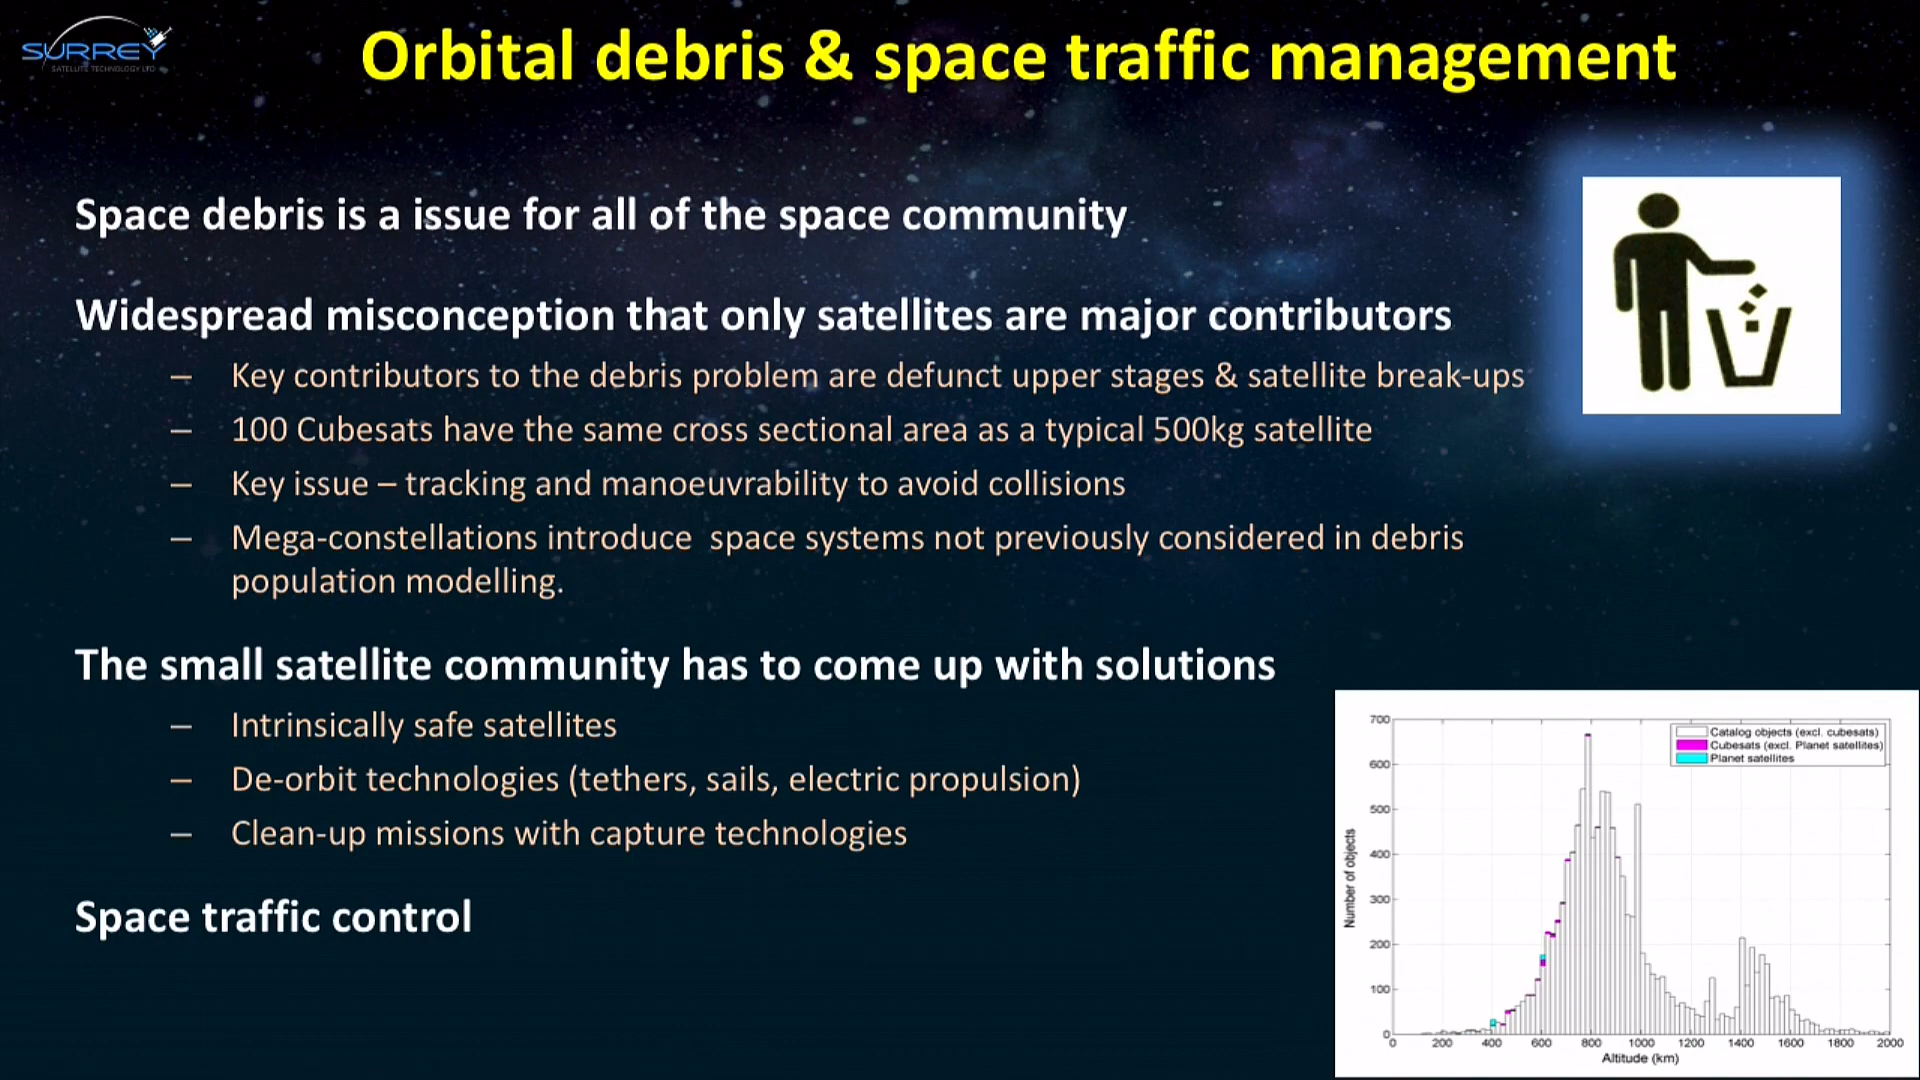 SURREY
SATELLITE TECHNOLOGY LTD
Orbital debris & space traffic management
Space debris is a issue for all of the space community
Widespread misconception that only satellites are major contributors
– Key contributors to the debris problem are defunct upper stages & satellite break-ups
– 100 Cubesats have the same cross sectional area as a typical 500kg satellite
– Key issue – tracking and manoeuvrability to avoid collisions
– Mega-constellations introduce  space systems not previously considered in debris
population modelling.
The small satellite community has to come up with solutions
– Intrinsically safe satellites
– De-orbit technologies (tethers, sails, electric propulsion)
– Clean-up missions with capture technologies
Space traffic control
Catalog objects (excl. cubesats)
Cubesats (excl. Planet satellites)
Planet satellites
Number of objects
700
600
500
400
300
200
100
0
0 200 400 600 800 1000 1200 1400 1600 1800 2000
Altitude (km)